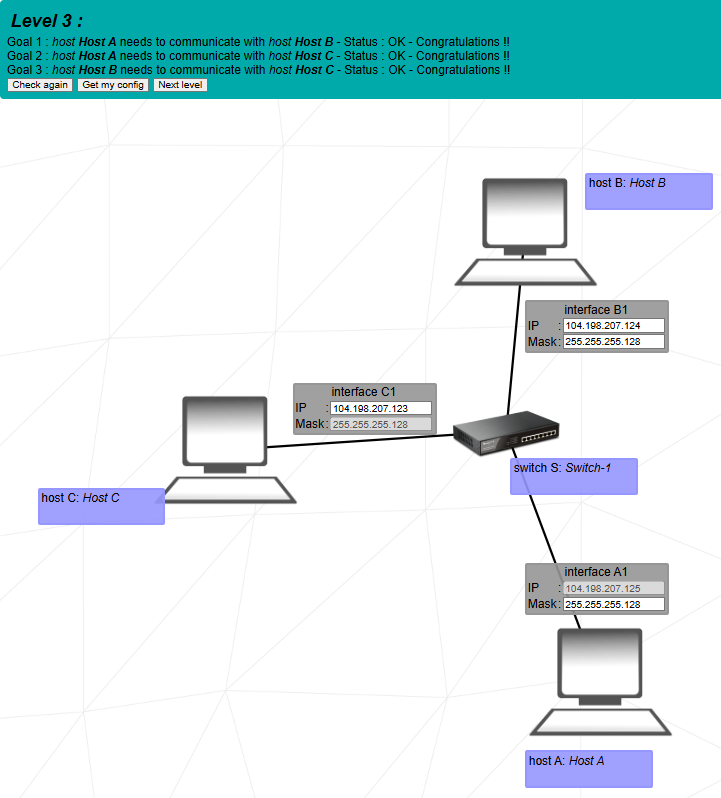 Level 3 :
Goal 1 : host Host A needs to communicate with host Host B - Status : OK - Congratulations !!
Goal 2 : host Host A needs to communicate with host Host C - Status : OK - Congratulations !!
Goal 3 : host Host B needs to communicate with host Host C - Status : OK - Congratulations !!
Check again Get my config Next level
host B: Host B
interface B1
IP : 104.198.207.124
Mask: 255.255.255.128
interface C1
IP : 104.198.207.123
Mask: 255.255.255.128
switch S: Switch-1
host C: Host C
interface A1
IP : 104.198.207.125
Mask: 255.255.255.128
host A: Host A